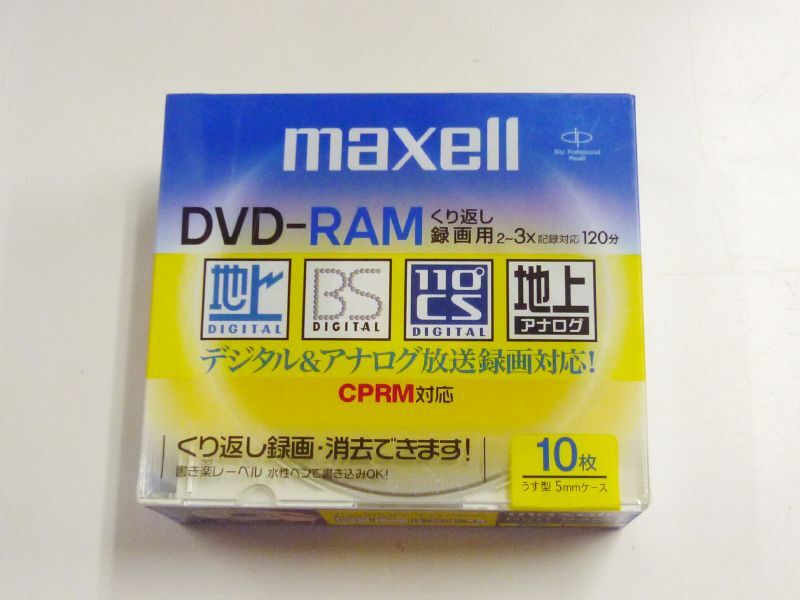 maxell
Disc Professional
Maxell
DVD-RAM くり返し
録画用 2~3x記録対応 120分
地上 DIGITAL
BS DIGITAL
110° CS DIGITAL
地上 アナログ
デジタル&アナログ放送録画対応!
CPRM対応
くり返し録画・消去できます!
書き楽レーベル 水性ペンで書き込みOK!
10枚
うす型 5mmケース